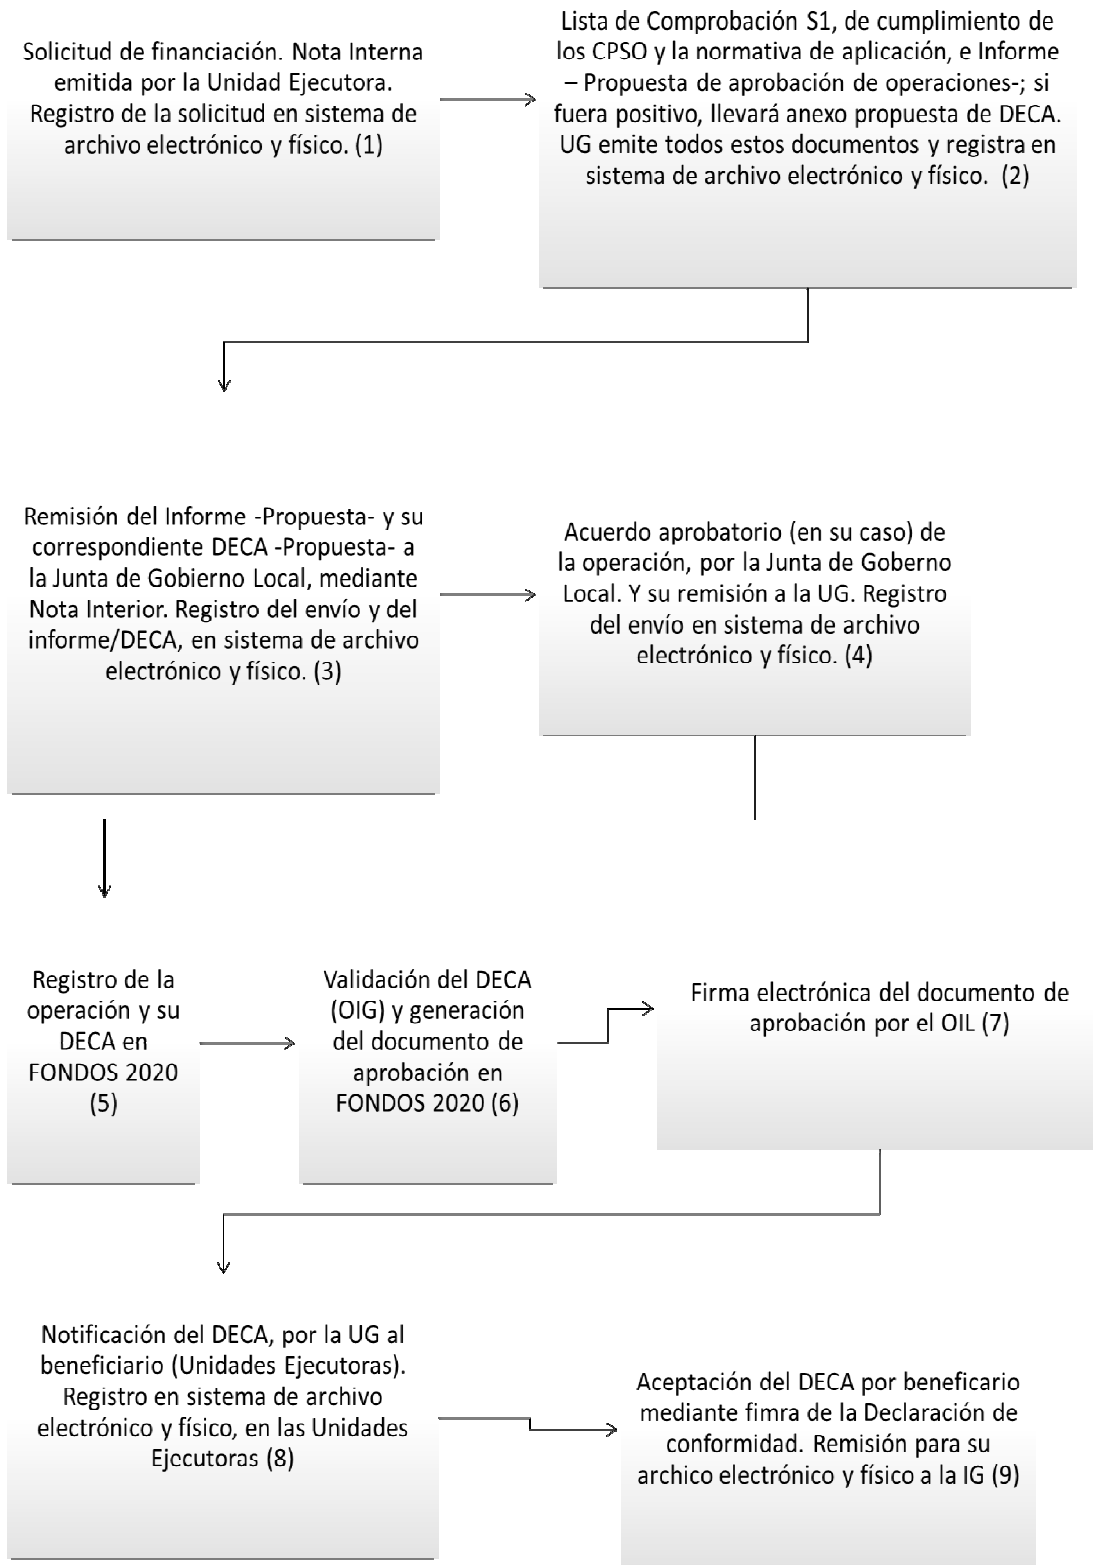 Solicitud de financiación. Nota Interna
emitida por la Unidad Ejecutora.
Registro de la solicitud en sistema de
archivo electrónico y físico. (1)
Lista de Comprobación S1, de cumplimiento de
los CPSO y la normativa de aplicación, e Informe
– Propuesta de aprobación de operaciones-; si
fuera positivo, llevará anexo propuesta de DECA.
UG emite todos estos documentos y registra en
sistema de archivo electrónico y físico. (2)
Remisión del Informe -Propuesta- y su
correspondiente DECA -Propuesta- a
la Junta de Gobierno Local, mediante
Nota Interior. Registro del envío y del
informe/DECA, en sistema de archivo
electrónico y físico. (3)
Acuerdo aprobatorio (en su caso) de
la operación, por la Junta de Goberno
Local. Y su remisión a la UG. Registro
del envío en sistema de archivo
electrónico y físico. (4)
Registro de la
operación y su
DECA en
FONDOS 2020
(5)
Validación del DECA
(OIG) y generación
del documento de
aprobación en
FONDOS 2020 (6)
Firma electrónica del documento de
aprobación por el OIL (7)
Notificación del DECA, por la UG al
beneficiario (Unidades Ejecutoras).
Registro en sistema de archivo
electrónico y físico, en las Unidades
Ejecutoras (8)
Aceptación del DECA por beneficario
mediante fimra de la Declaración de
conformidad. Remisión para su
archico electrónico y físico a la IG (9)